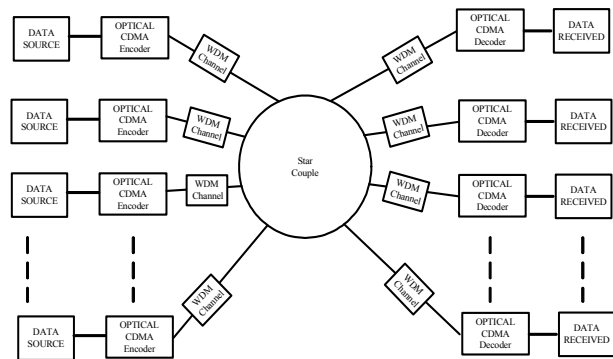 DATA
SOURCE
OPTICAL
CDMA
Encoder
WDM
Channel
WDM
Channel
OPTICAL
CDMA
Decoder
DATA
RECEIVED
DATA
SOURCE
OPTICAL
CDMA
Encoder
WDM
Channel
WDM
Channel
OPTICAL
CDMA
Decoder
DATA
RECEIVED
Star
Couple
DATA
SOURCE
OPTICAL
CDMA
Encoder
WDM
Channel
WDM
Channel
OPTICAL
CDMA
Decoder
DATA
RECEIVED
DATA
SOURCE
OPTICAL
CDMA
Encoder
WDM
Channel
WDM
Channel
OPTICAL
CDMA
Decoder
DATA
RECEIVED